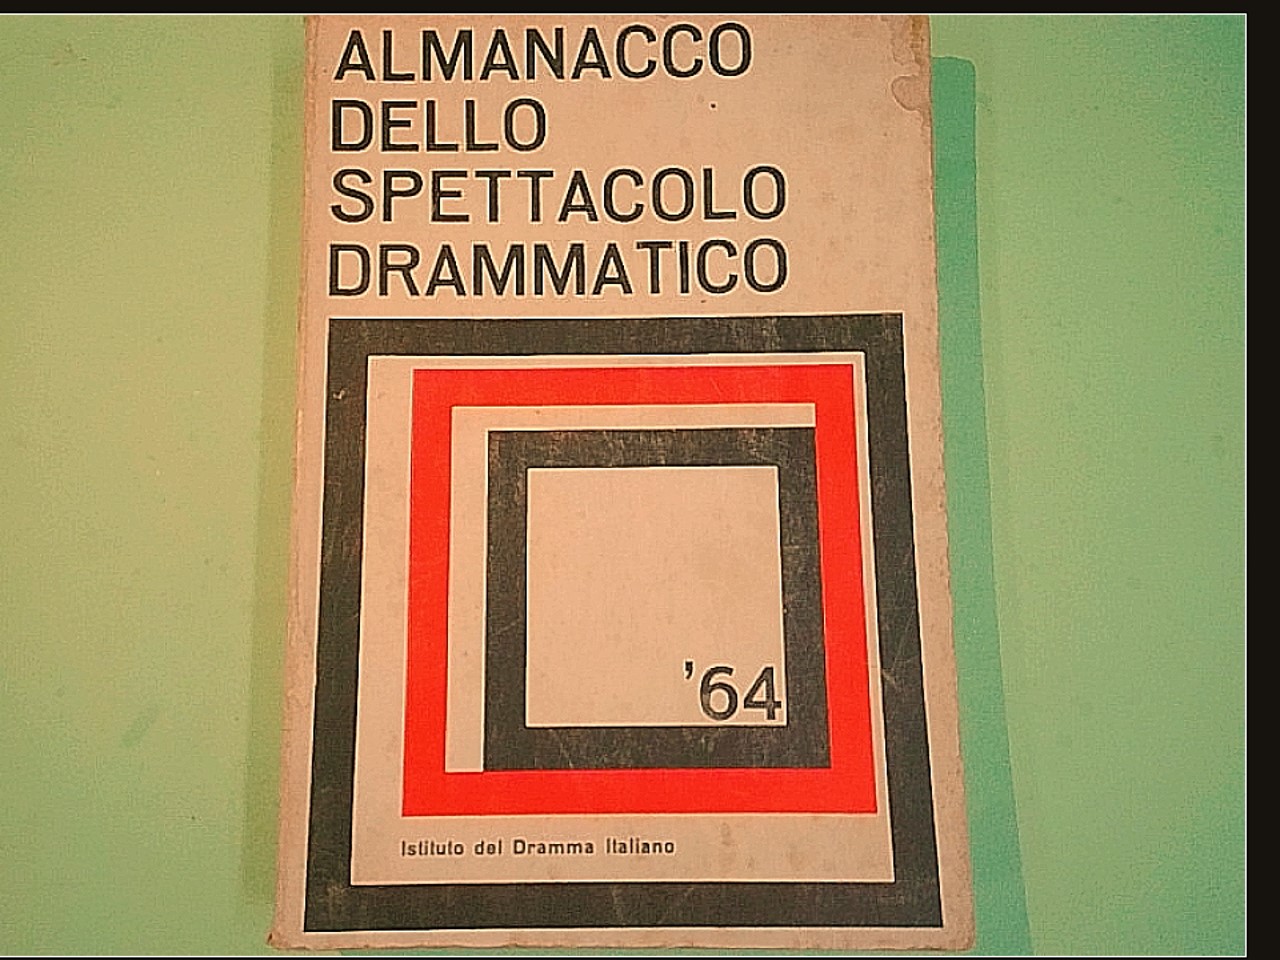 ALMANACCO
DELLO
SPETTACOLO
DRAMMATICO
'64
Istituto del Dramma Italiano